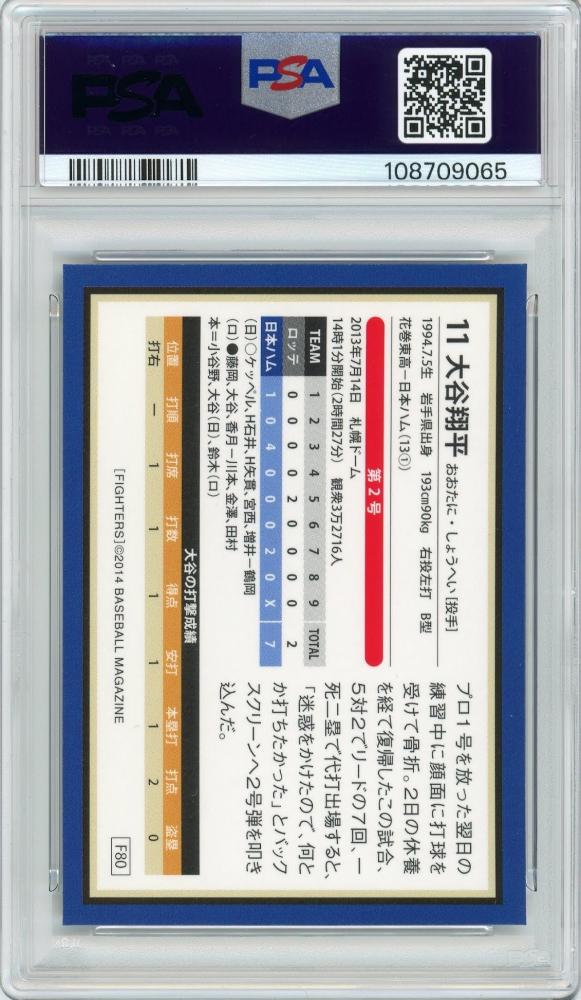 PSA
PSA
108709065
11 大谷翔平 おおたに・しょうへい[投手]
1994.7.5生 岩手県出身 193cm90kg 右投左打 B型
花巻東高ー日本ハム(13①)
第2号
2013年7月14日 札幌ドーム
14時1分開始(2時間27分) 観衆3万2716人
TEAM 1 2 3 4 5 6 7 8 9 TOTAL
ロッテ 0 0 0 0 2 0 0 0 0 2
日本ハム 1 0 4 0 0 0 2 0 X 7
(日)○ケッペル、H石井、H矢貫、宮西、増井ー鶴岡
(ロ)●藤岡、大谷、香月ー川本、金澤、田村
本=小谷野、大谷(日)、鈴木(ロ)
プロ1号を放った翌日の
練習中に顔面に打球を
受けて骨折。2日の休養
を経て復帰したこの試合、
5対2でリードの7回、一
死二塁で代打出場すると、
「迷惑をかけたので、何と
か打ちたかった」とバック
スクリーンへ2号弾を叩き
込んだ。
大谷の打撃成績
位置 打順 打席 打数 得点 安打 本塁打 打点 盗塁
打右 一 1 1 1 1 1 2 0
[FIGHTERS]©2014 BASEBALL MAGAZINE
F80